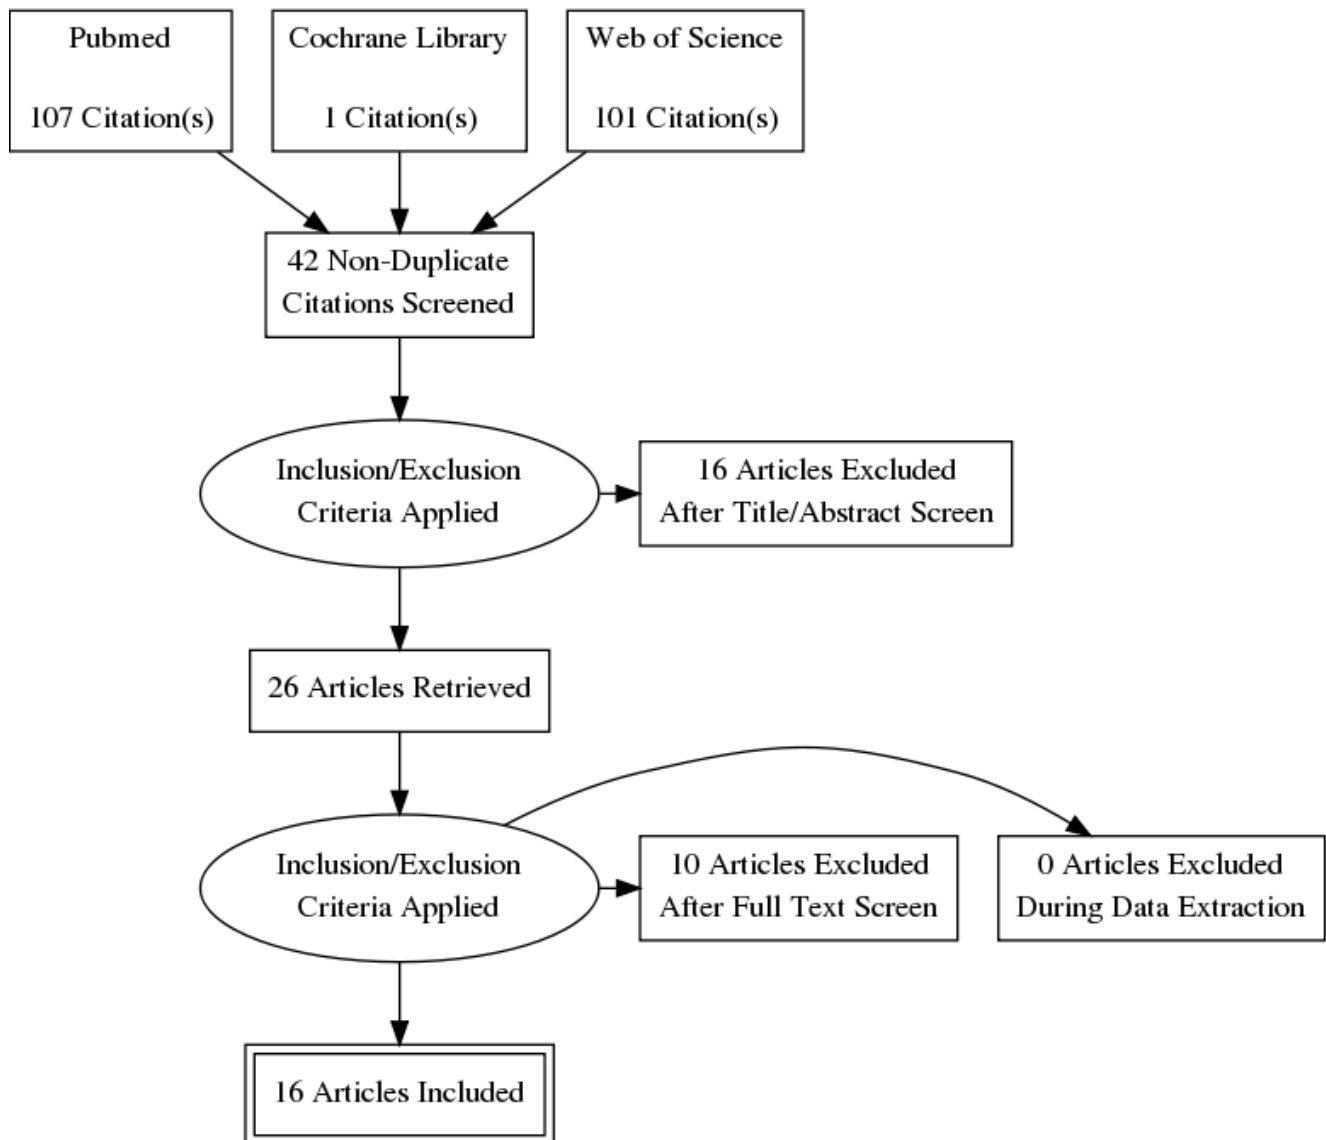 Pubmed
107 Citation(s)
Cochrane Library
1 Citation(s)
Web of Science
101 Citation(s)
42 Non-Duplicate
Citations Screened
Inclusion/Exclusion
Criteria Applied
16 Articles Excluded
After Title/Abstract Screen
26 Articles Retrieved
Inclusion/Exclusion
Criteria Applied
10 Articles Excluded
After Full Text Screen
0 Articles Excluded
During Data Extraction
16 Articles Included